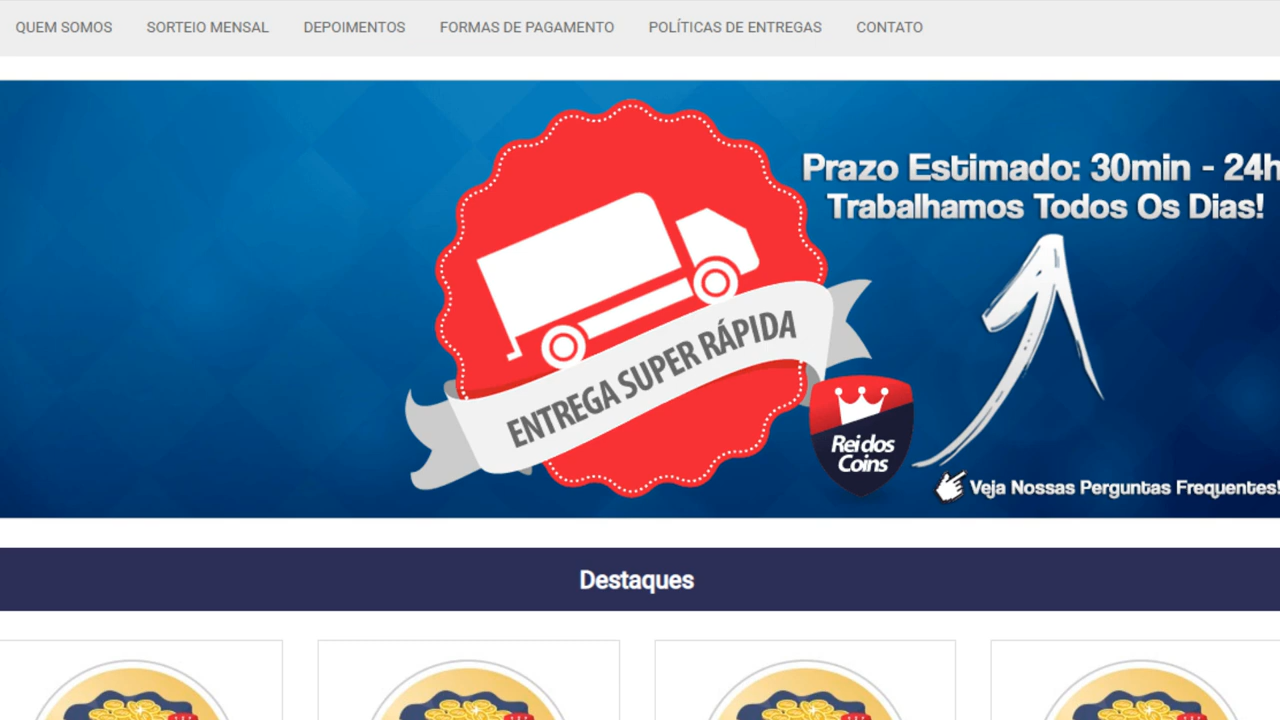 QUEM SOMOS SORTEIO MENSAL DEPOIMENTOS FORMAS DE PAGAMENTO POLÍTICAS DE ENTREGAS CONTATO
Prazo Estimado: 30min - 24h
Trabalhamos Todos Os Dias!
ENTREGA SUPER RÁPIDA
Rei dos
Coins
Veja Nossas Perguntas Frequentes!
Destaques